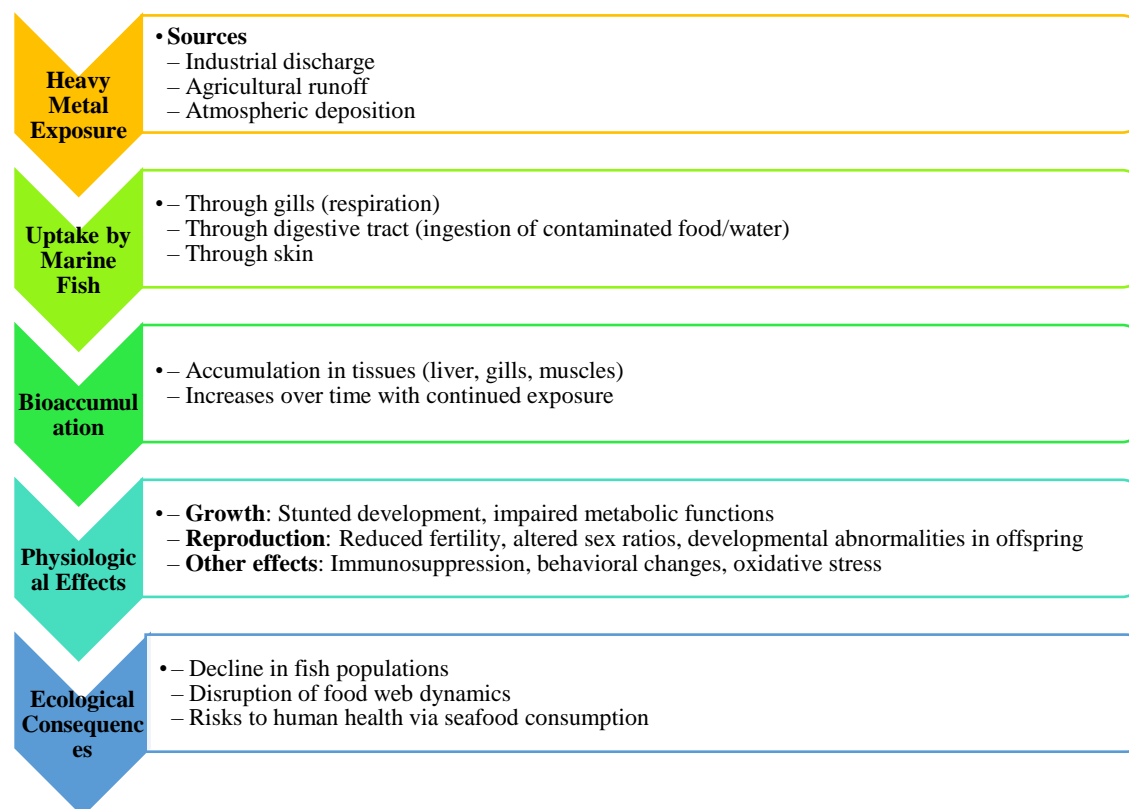 Heavy
Metal
Exposure
• Sources
– Industrial discharge
– Agricultural runoff
– Atmospheric deposition
Uptake by
Marine
Fish
• – Through gills (respiration)
– Through digestive tract (ingestion of contaminated food/water)
– Through skin
Bioaccumul
ation
• – Accumulation in tissues (liver, gills, muscles)
– Increases over time with continued exposure
Physiologic
al Effects
• – Growth: Stunted development, impaired metabolic functions
– Reproduction: Reduced fertility, altered sex ratios, developmental abnormalities in offspring
– Other effects: Immunosuppression, behavioral changes, oxidative stress
Ecological
Consequenc
es
• – Decline in fish populations
– Disruption of food web dynamics
– Risks to human health via seafood consumption